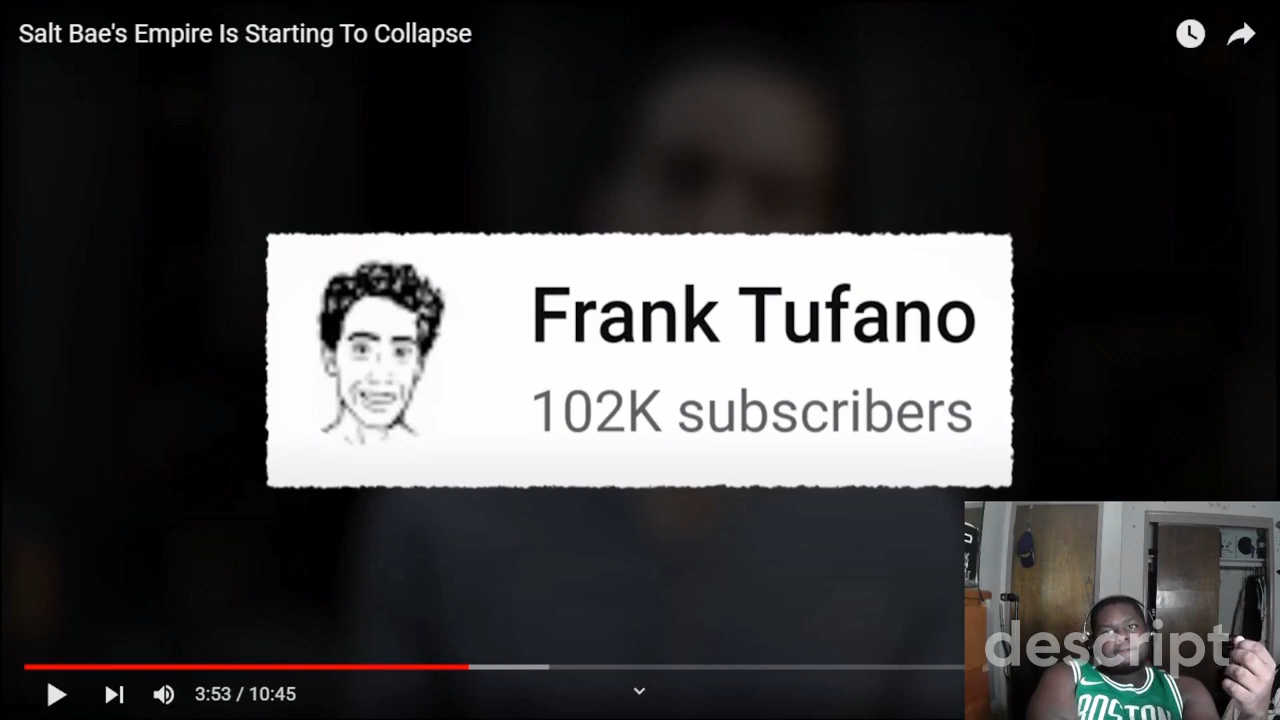 Salt Bae's Empire Is Starting To Collapse
Frank Tufano
102K subscribers
3:53 / 10:45
descript
BOSTON